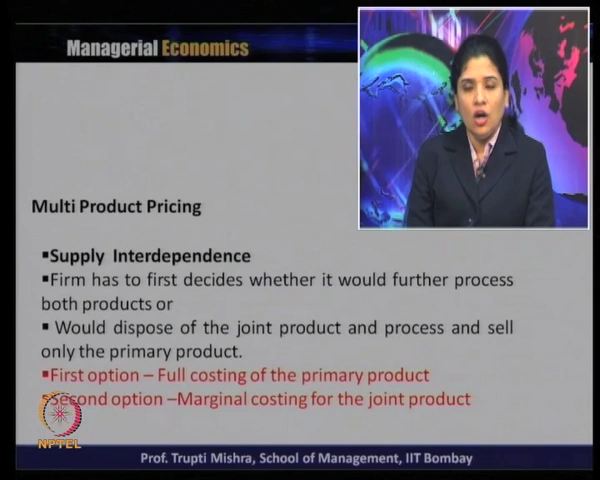 Managerial Economics
Multi Product Pricing
▪Supply Interdependence
▪Firm has to first decides whether it would further process
both products or
▪ Would dispose of the joint product and process and sell
only the primary product.
▪First option – Full costing of the primary product
▪Second option –Marginal costing for the joint product
NPTEL
Prof. Trupti Mishra, School of Management, IIT Bombay